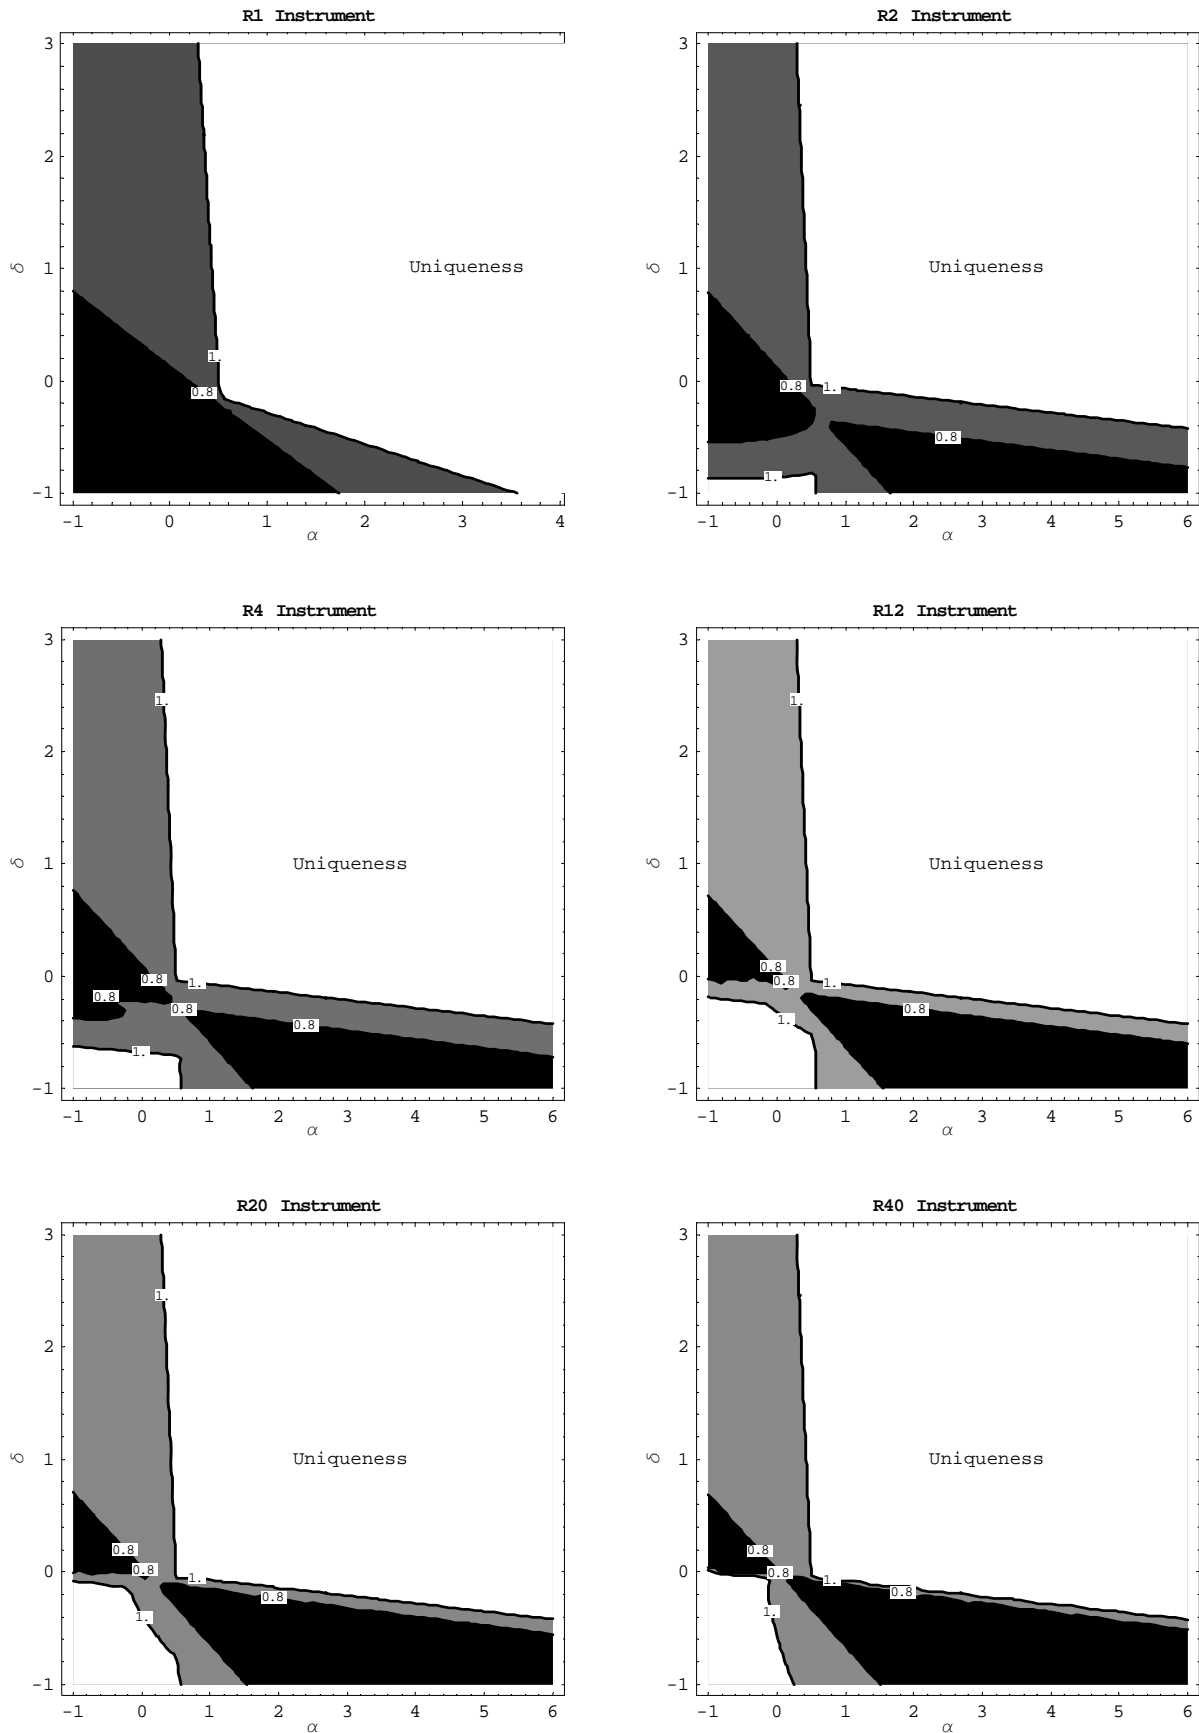 R1 Instrument
3
2
1
0
-1
δ
Uniqueness
1.
0.8
-1 0 1 2 3 4
α
R2 Instrument
3
2
1
0
-1
δ
Uniqueness
0.8
1.
0.8
1.
-1 0 1 2 3 4 5 6
α
R4 Instrument
3
2
1
0
-1
δ
1.
Uniqueness
0.8
1.
0.8
0.8
0.8
1.
-1 0 1 2 3 4 5 6
α
R12 Instrument
3
2
1
0
-1
δ
1.
Uniqueness
0.8
0.8
1.
0.8
1.
-1 0 1 2 3 4 5 6
α
R20 Instrument
3
2
1
0
-1
δ
1.
Uniqueness
0.8
0.8
1.
0.8
1.
-1 0 1 2 3 4 5 6
α
R40 Instrument
3
2
1
0
-1
δ
Uniqueness
0.8
0.8
1.
0.8
1.
-1 0 1 2 3 4 5 6
α